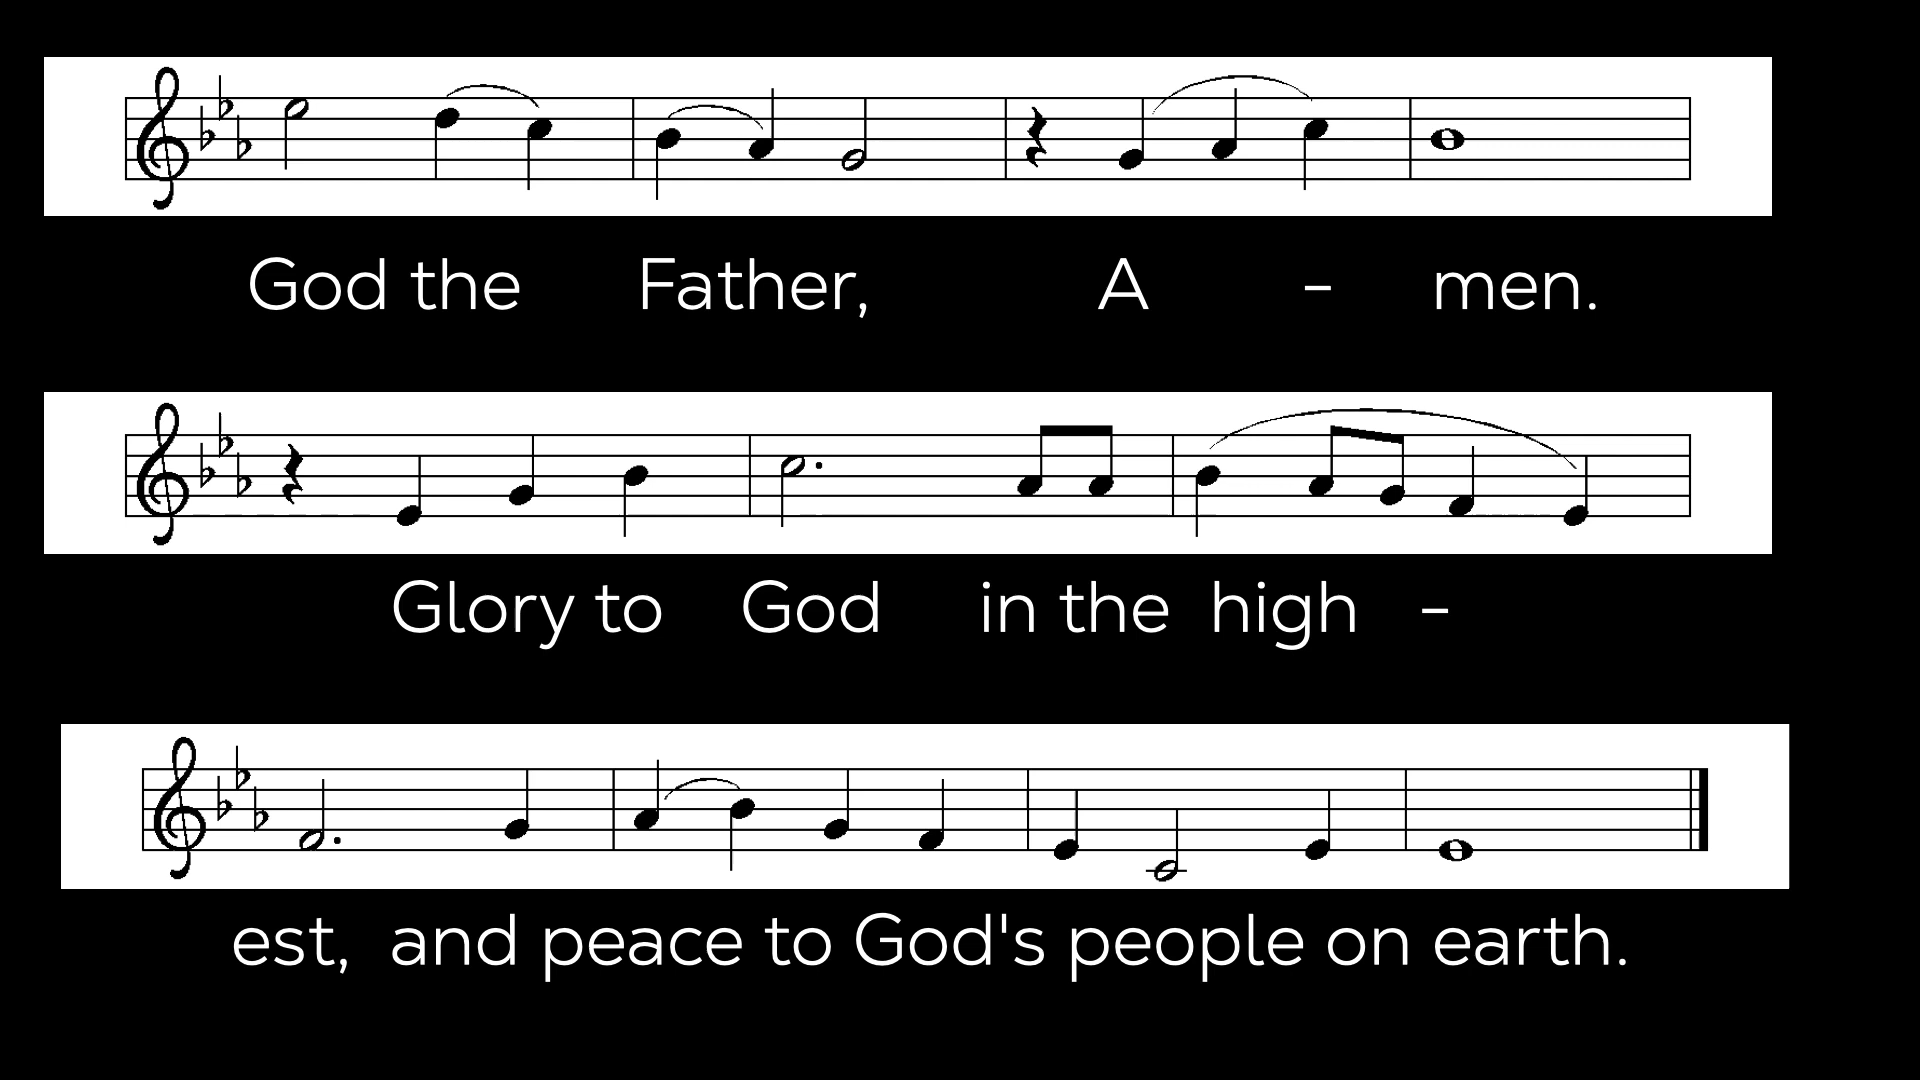 God the Father, A - men.
Glory to God in the high -
est, and peace to God's people on earth.